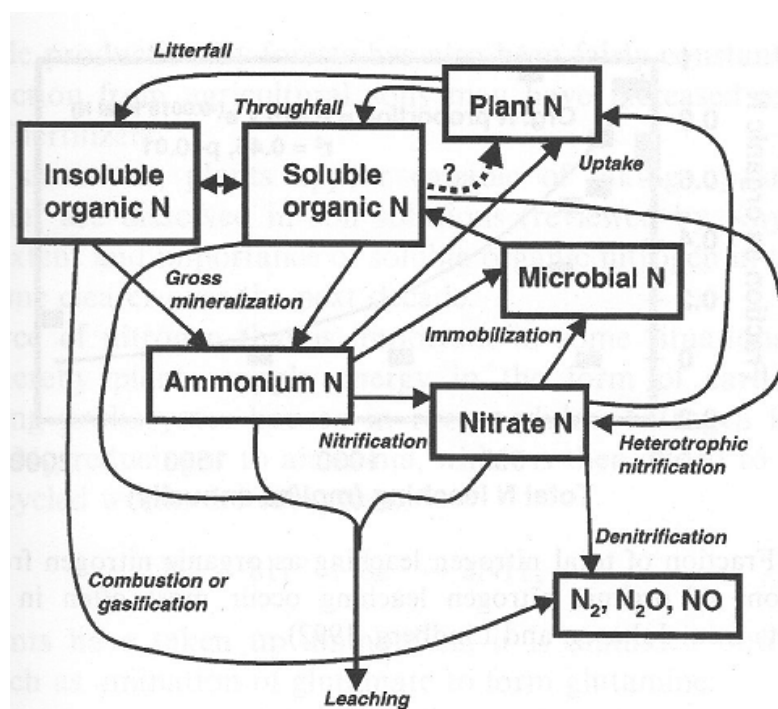 Litterfall
Throughfall
Plant N
Insoluble
organic N
Soluble
organic N
?
Uptake
Gross
mineralization
Microbial N
Immobilization
Ammonium N
Nitrate N
Nitrification
Heterotrophic
nitrification
Denitrification
Combustion or
gasification
N₂, N₂O, NO
Leaching